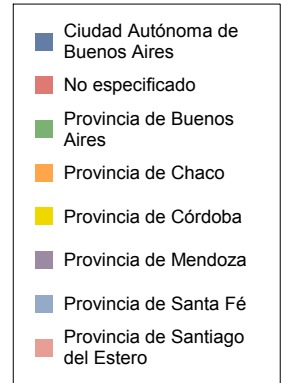 Ciudad Autónoma de
Buenos Aires
No especificado
Provincia de Buenos
Aires
Provincia de Chaco
Provincia de Córdoba
Provincia de Mendoza
Provincia de Santa Fé
Provincia de Santiago
del Estero